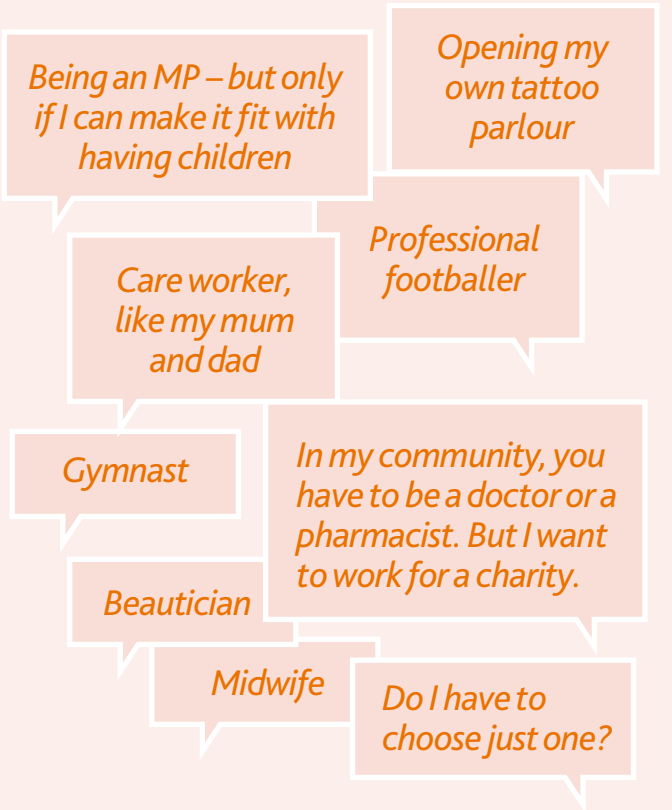 Being an MP – but only
if I can make it fit with
having children
Opening my
own tattoo
parlour
Professional
footballer
Care worker,
like my mum
and dad
Gymnast
In my community, you
have to be a doctor or a
pharmacist. But I want
to work for a charity.
Beautician
Midwife
Do I have to
choose just one?